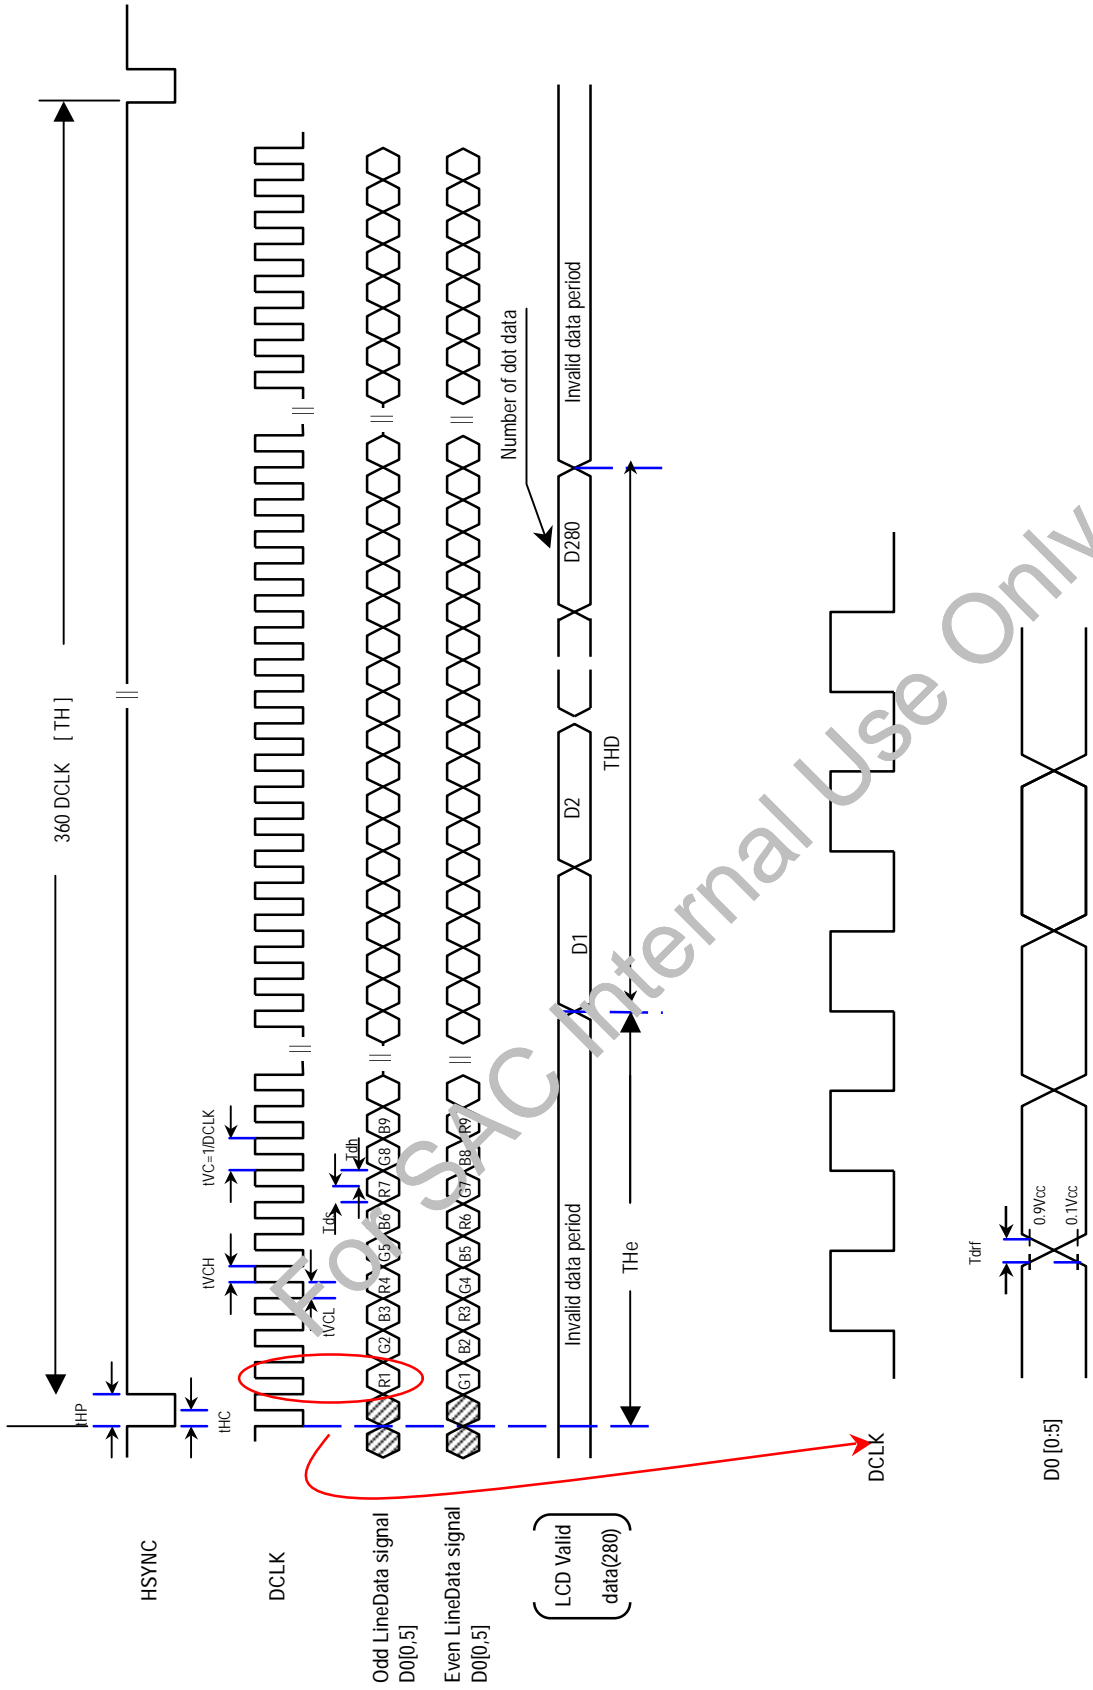 360 DCLK [ TH ]
tHP
HSYNC
tHC
tVC=1/DCLK
tVCH
DCLK
tVCL
Tds
Tdh
Odd LineData signal
D0[0,5]
R1 G2 B3 R4 G5 B6 R7 G8 B9
Even LineData signal
D0[0,5]
G1 B2 R3 G4 B5 R6 G7 B8 R9
Number of dot data
LCD Valid
data(280)
Invalid data period
D1
D2
D280
Invalid data period
THe
THD
DCLK
Tdrf
0.9Vcc
0.1Vcc
D0 [0:5]
For SAC Internal Use Only